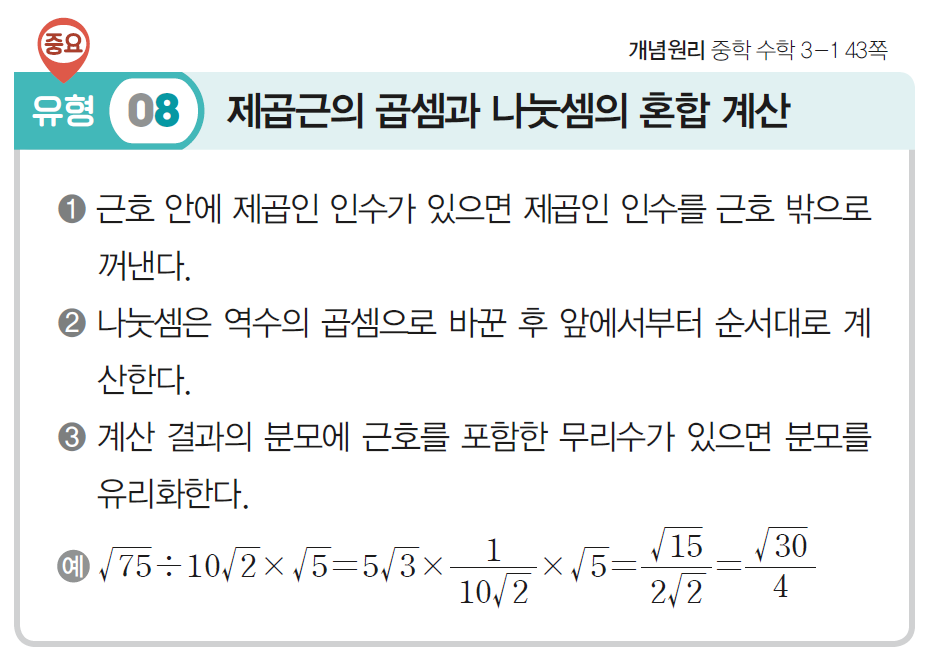 중요
개념원리 중학 수학 3-1 43쪽
유형 08 제곱근의 곱셈과 나눗셈의 혼합 계산
❶ 근호 안에 제곱인 인수가 있으면 제곱인 인수를 근호 밖으로
꺼낸다.
❷ 나눗셈은 역수의 곱셈으로 바꾼 후 앞에서부터 순서대로 계
산한다.
❸ 계산 결과의 분모에 근호를 포함한 무리수가 있으면 분모를
유리화한다.
예 √75÷10√2×√5=5√3×1/(10√2)×√5=√15/(2√2)=√30/4